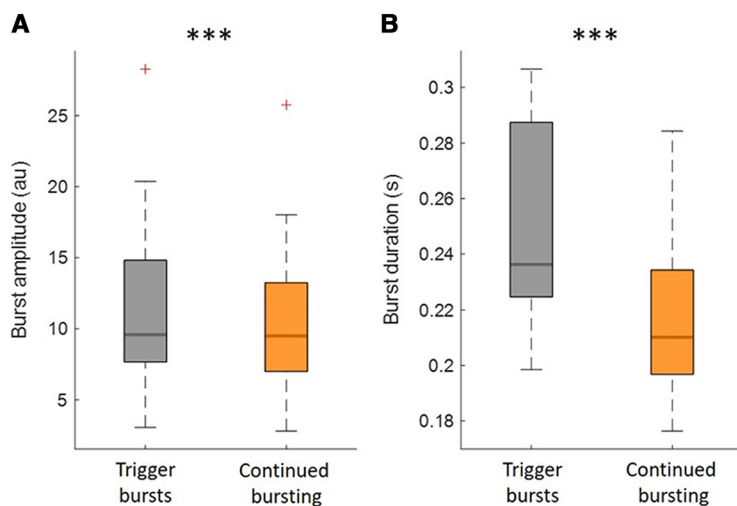 A
***
Burst amplitude (au)
25
20
15
10
5
Trigger
bursts
Continued
bursting
B
***
Burst duration (s)
0.3
0.28
0.26
0.24
0.22
0.2
0.18
Trigger
bursts
Continued
bursting